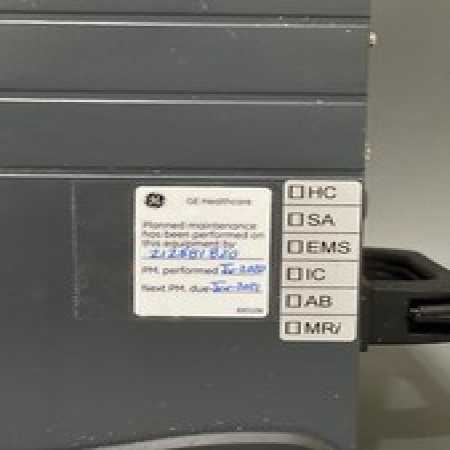 GE Healthcare
Planned maintenance
has been performed on
this equipment by
PM. performed
Next PM. due
HC
SA
EMS
IC
AB
MRi